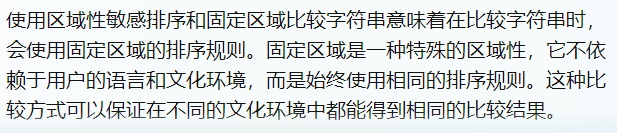 使用区域性敏感排序和固定区域比较字符串意味着在比较字符串时，
会使用固定区域的排序规则。固定区域是一种特殊的区域性，它不依
赖于用户的语言和文化环境，而是始终使用相同的排序规则。这种比
较方式可以保证在不同的文化环境中都能得到相同的比较结果。